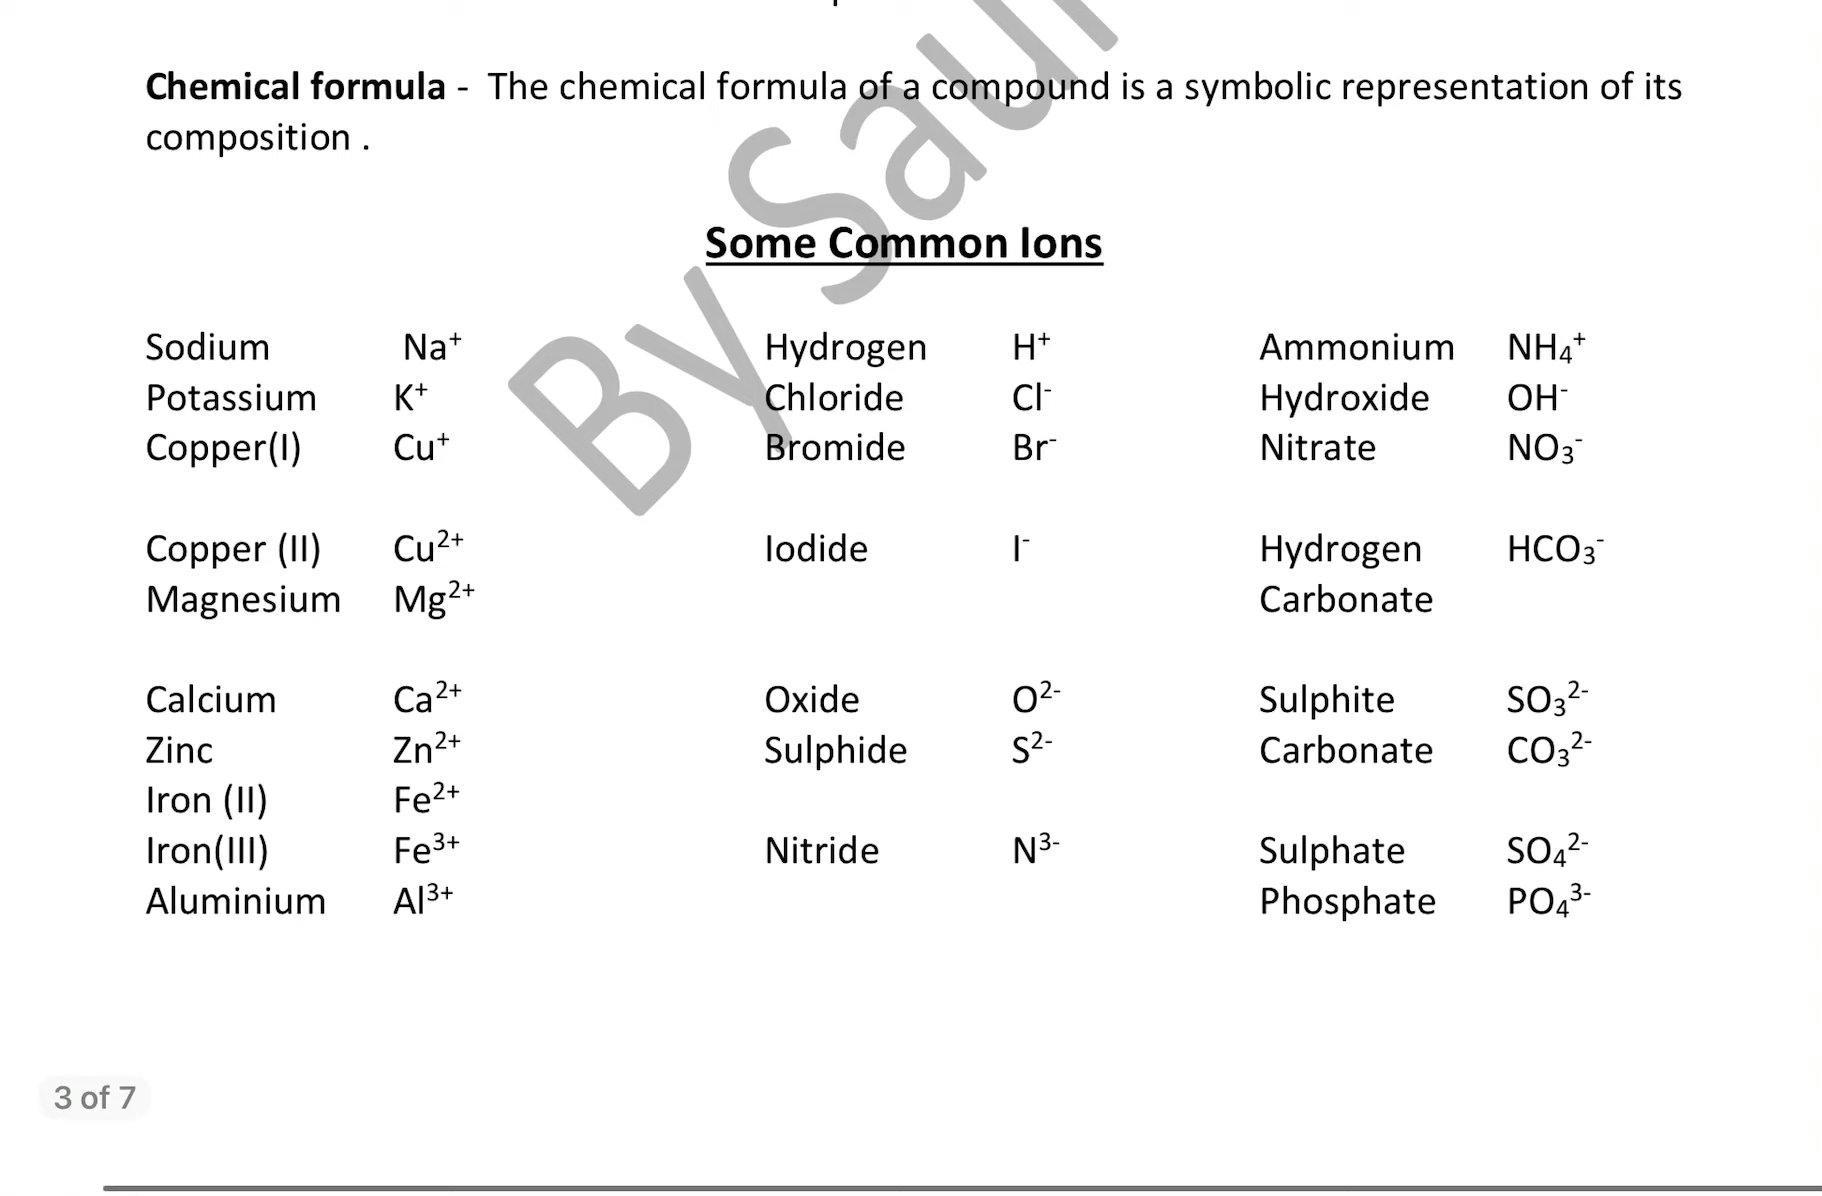 Chemical formula - The chemical formula of a compound is a symbolic representation of its
composition .
Some Common Ions
Sodium Na⁺ Hydrogen H⁺ Ammonium NH₄⁺
Potassium K⁺ Chloride Cl⁻ Hydroxide OH⁻
Copper(I) Cu⁺ Bromide Br⁻ Nitrate NO₃⁻
Copper (II) Cu²⁺ Iodide I⁻ Hydrogen HCO₃⁻
Magnesium Mg²⁺ Carbonate
Calcium Ca²⁺ Oxide O²⁻ Sulphite SO₃²⁻
Zinc Zn²⁺ Sulphide S²⁻ Carbonate CO₃²⁻
Iron (II) Fe²⁺
Iron(III) Fe³⁺ Nitride N³⁻ Sulphate SO₄²⁻
Aluminium Al³⁺ Phosphate PO₄³⁻
3 of 7
By